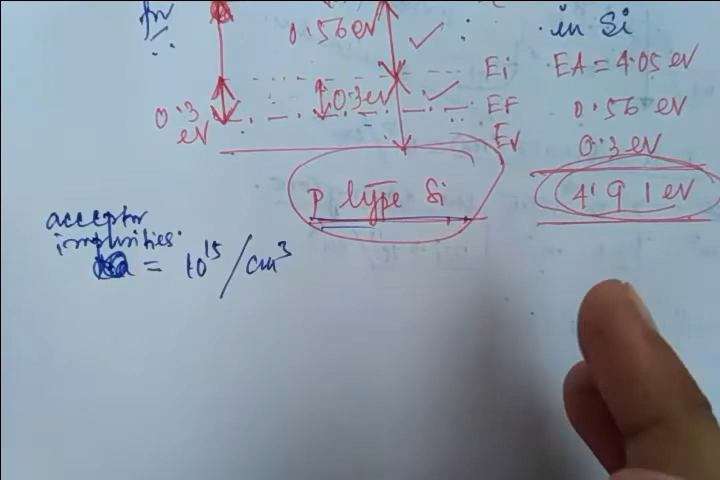 0.56ev
in Si
Ei
EA = 4.05 ev
0.3
ev
0.3ev
EF
0.56 ev
Ev
0.3 ev
P type Si
4.91 ev
acceptor
impurities.
= 10^15/cm^3